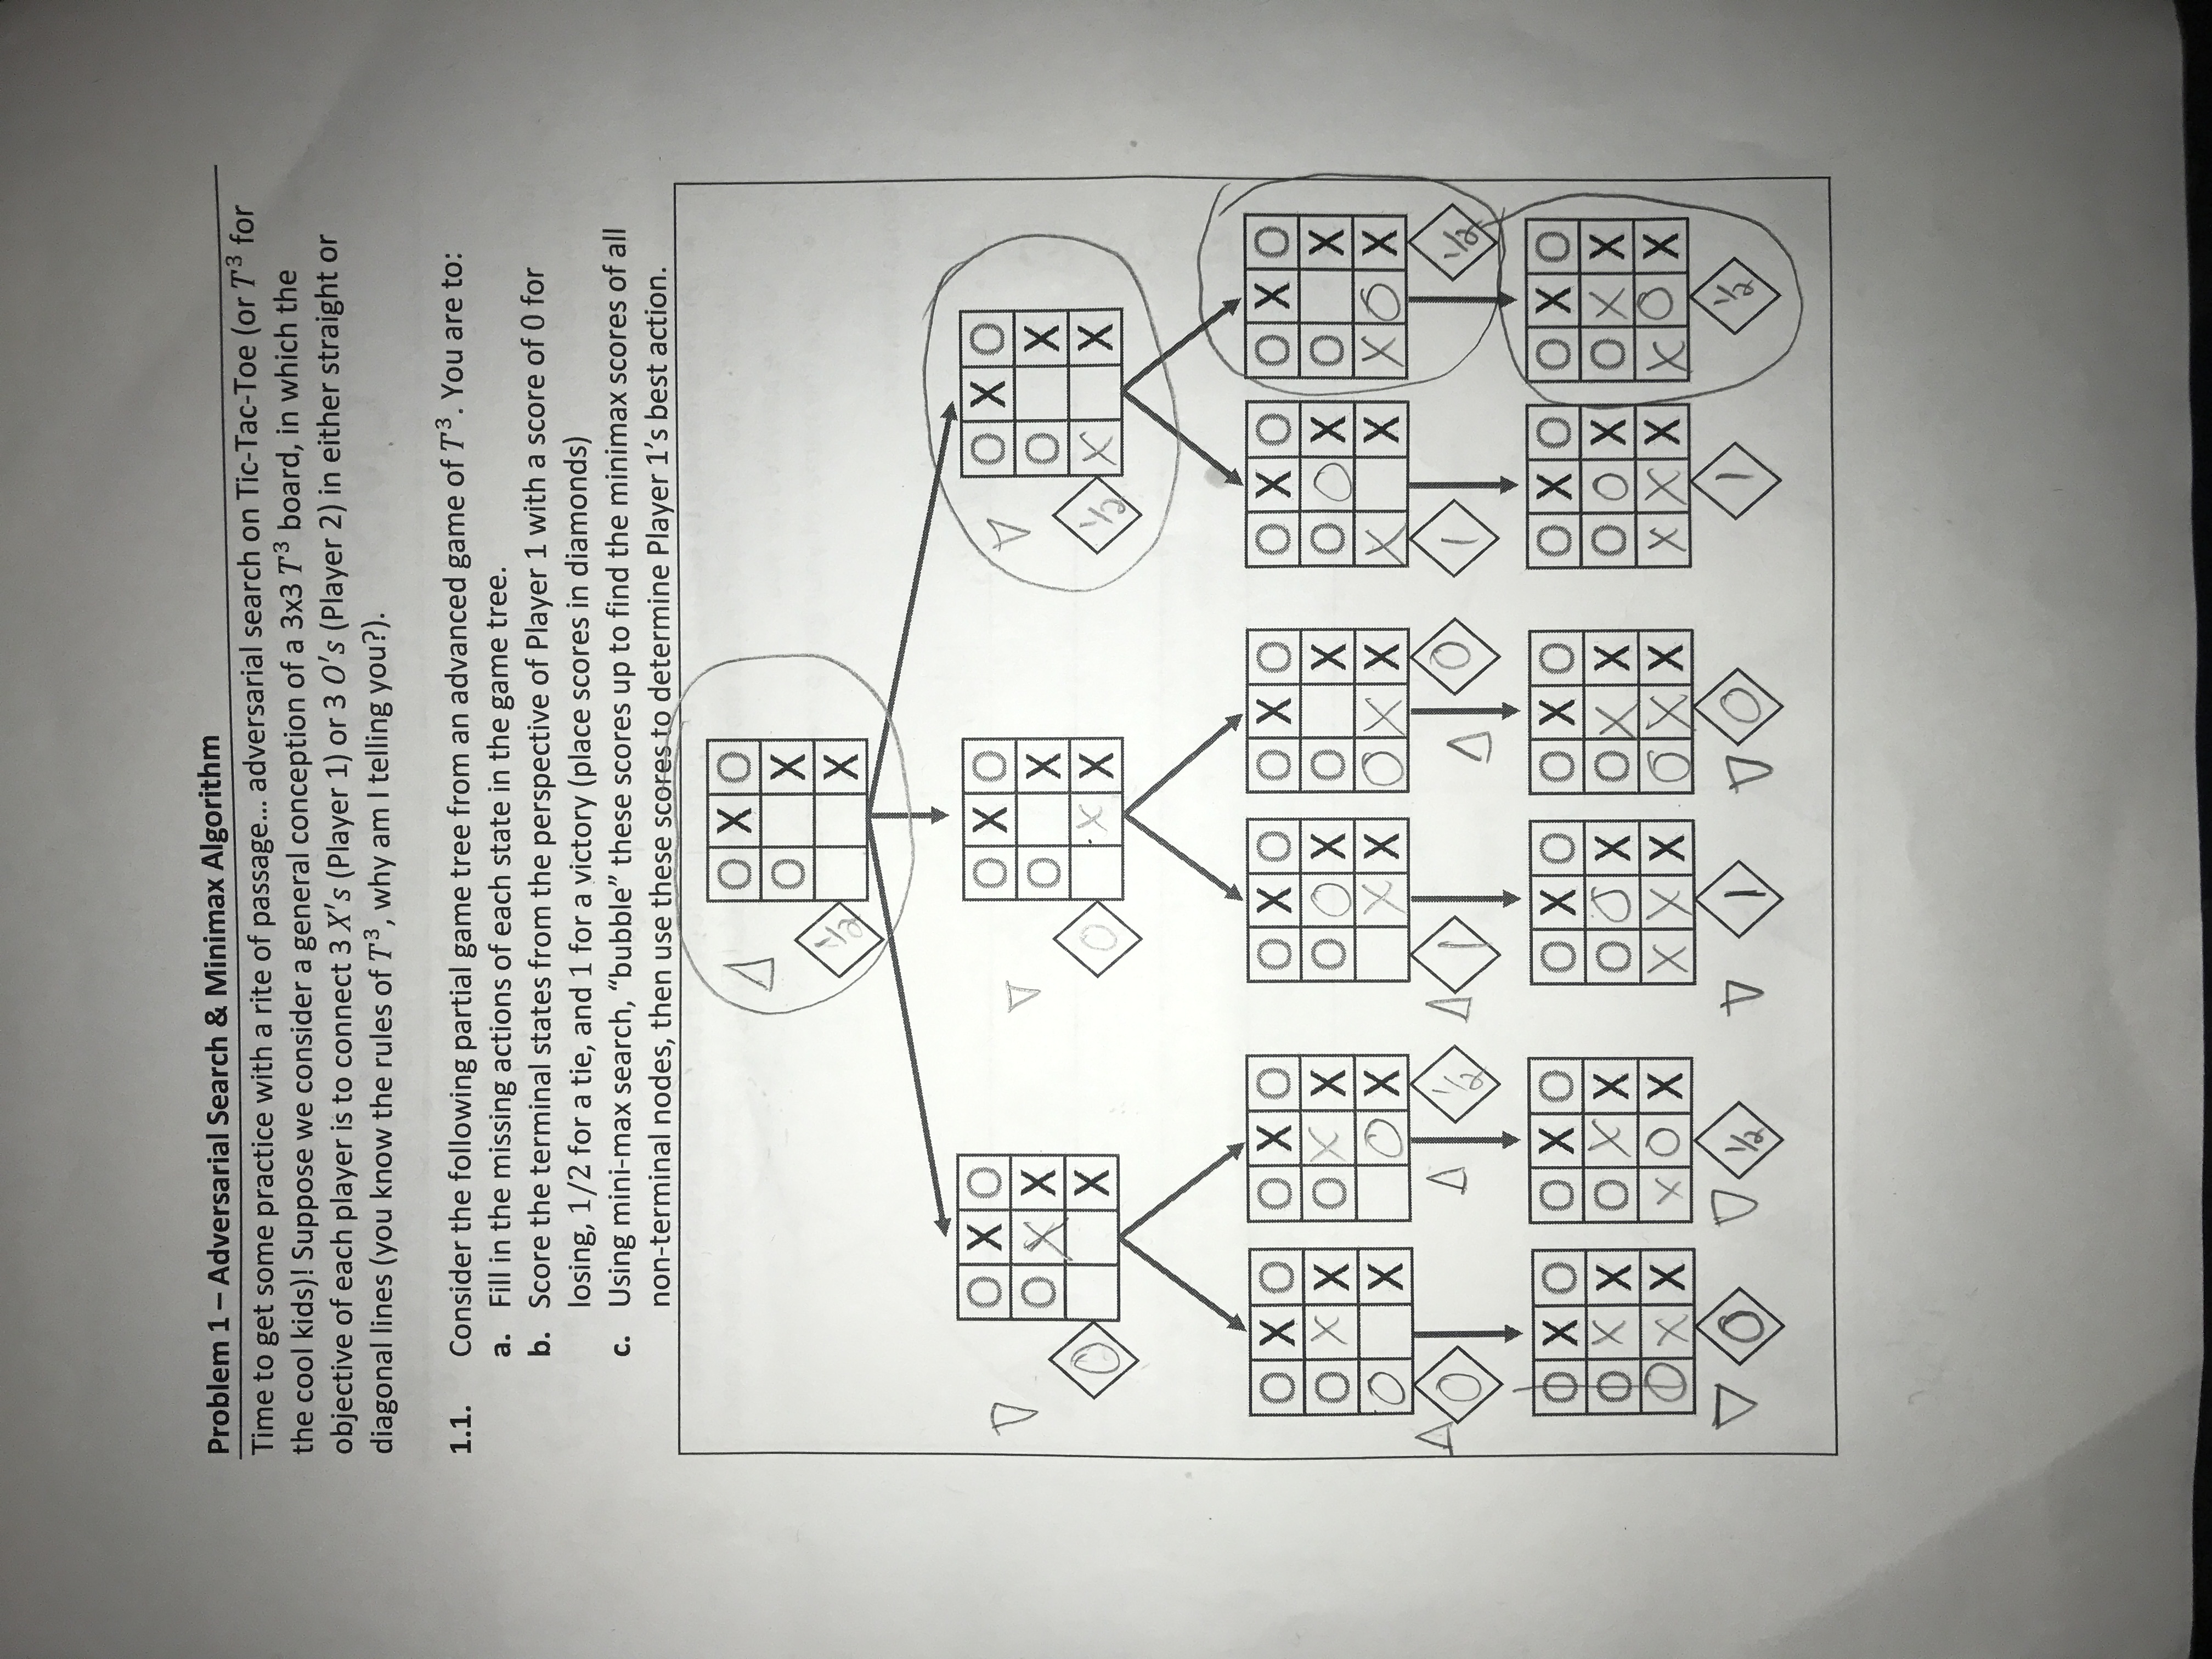 Problem 1 – Adversarial Search & Minimax Algorithm
Time to get some practice with a rite of passage... adversarial search on Tic-Tac-Toe (or T³ for
the cool kids)! Suppose we consider a general conception of a 3x3 T³ board, in which the
objective of each player is to connect 3 X's (Player 1) or 3 O's (Player 2) in either straight or
diagonal lines (you know the rules of T³, why am I telling you?).
1.1. Consider the following partial game tree from an advanced game of T³. You are to:
a. Fill in the missing actions of each state in the game tree.
b. Score the terminal states from the perspective of Player 1 with a score of 0 for
losing, 1/2 for a tie, and 1 for a victory (place scores in diamonds)
c. Using mini-max search, “bubble” these scores up to find the minimax scores of all
non-terminal nodes, then use these scores to determine Player 1's best action.
O X O
O X
X
1/2
O X O O X O O X O
O X X O X O X
X X X X X
0 0 1/2
O X O O X O O X O O X O O X O O X O
O X X O X X O O X O X O O X O X
O X O X X X O X X X X X O X
0 1/2 1 0 1 1/2
O X O O X O O X O O X O O X O O X O
O X X O X X O O X O X X O O X O X X
O X X X O X X X X O X X X X X X O X
0 1/2 1 0 1 1/2